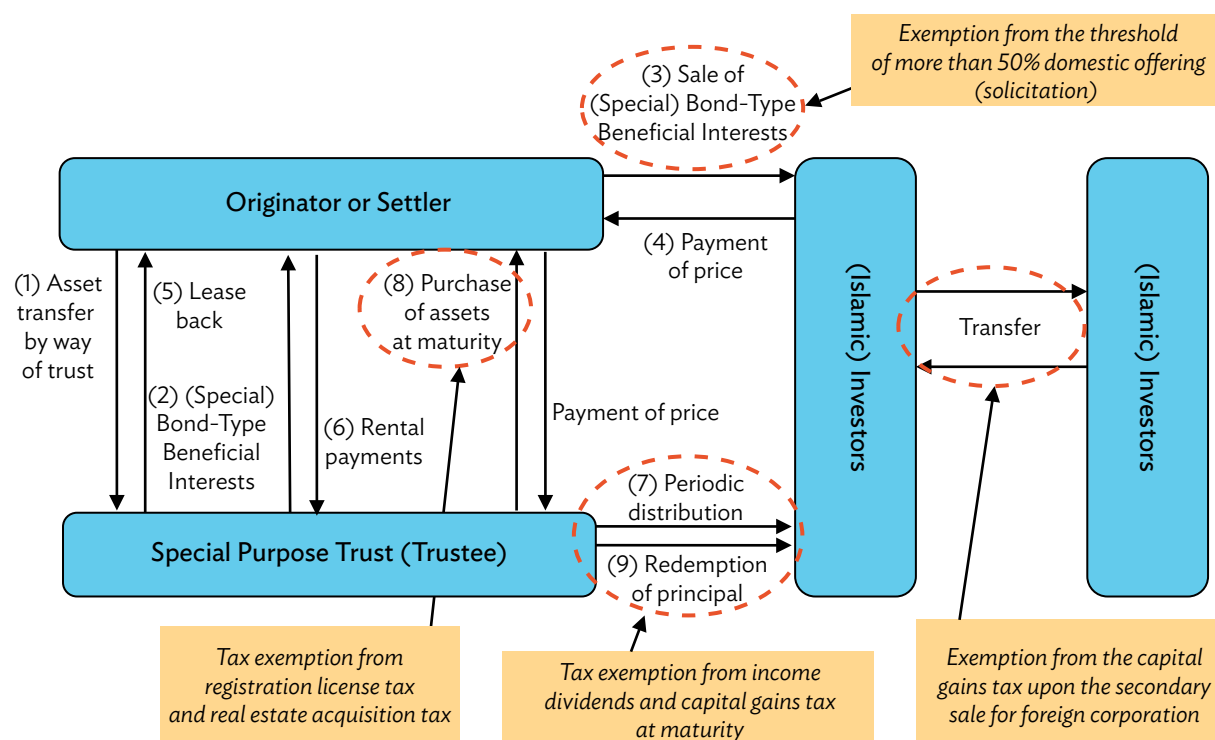 Exemption from the threshold
of more than 50% domestic offering
(solicitation)
(3) Sale of
(Special) Bond-Type
Beneficial Interests
Originator or Settler
(4) Payment
of price
(1) Asset
transfer
by way
of trust
(5) Lease
back
(2) (Special)
Bond-Type
Beneficial
Interests
(6) Rental
payments
(8) Purchase
of assets
at maturity
Payment of price
(Islamic) Investors
Transfer
(Islamic) Investors
(7) Periodic
distribution
(9) Redemption
of principal
Special Purpose Trust (Trustee)
Tax exemption from
registration license tax
and real estate acquisition tax
Tax exemption from income
dividends and capital gains tax
at maturity
Exemption from the capital
gains tax upon the secondary
sale for foreign corporation